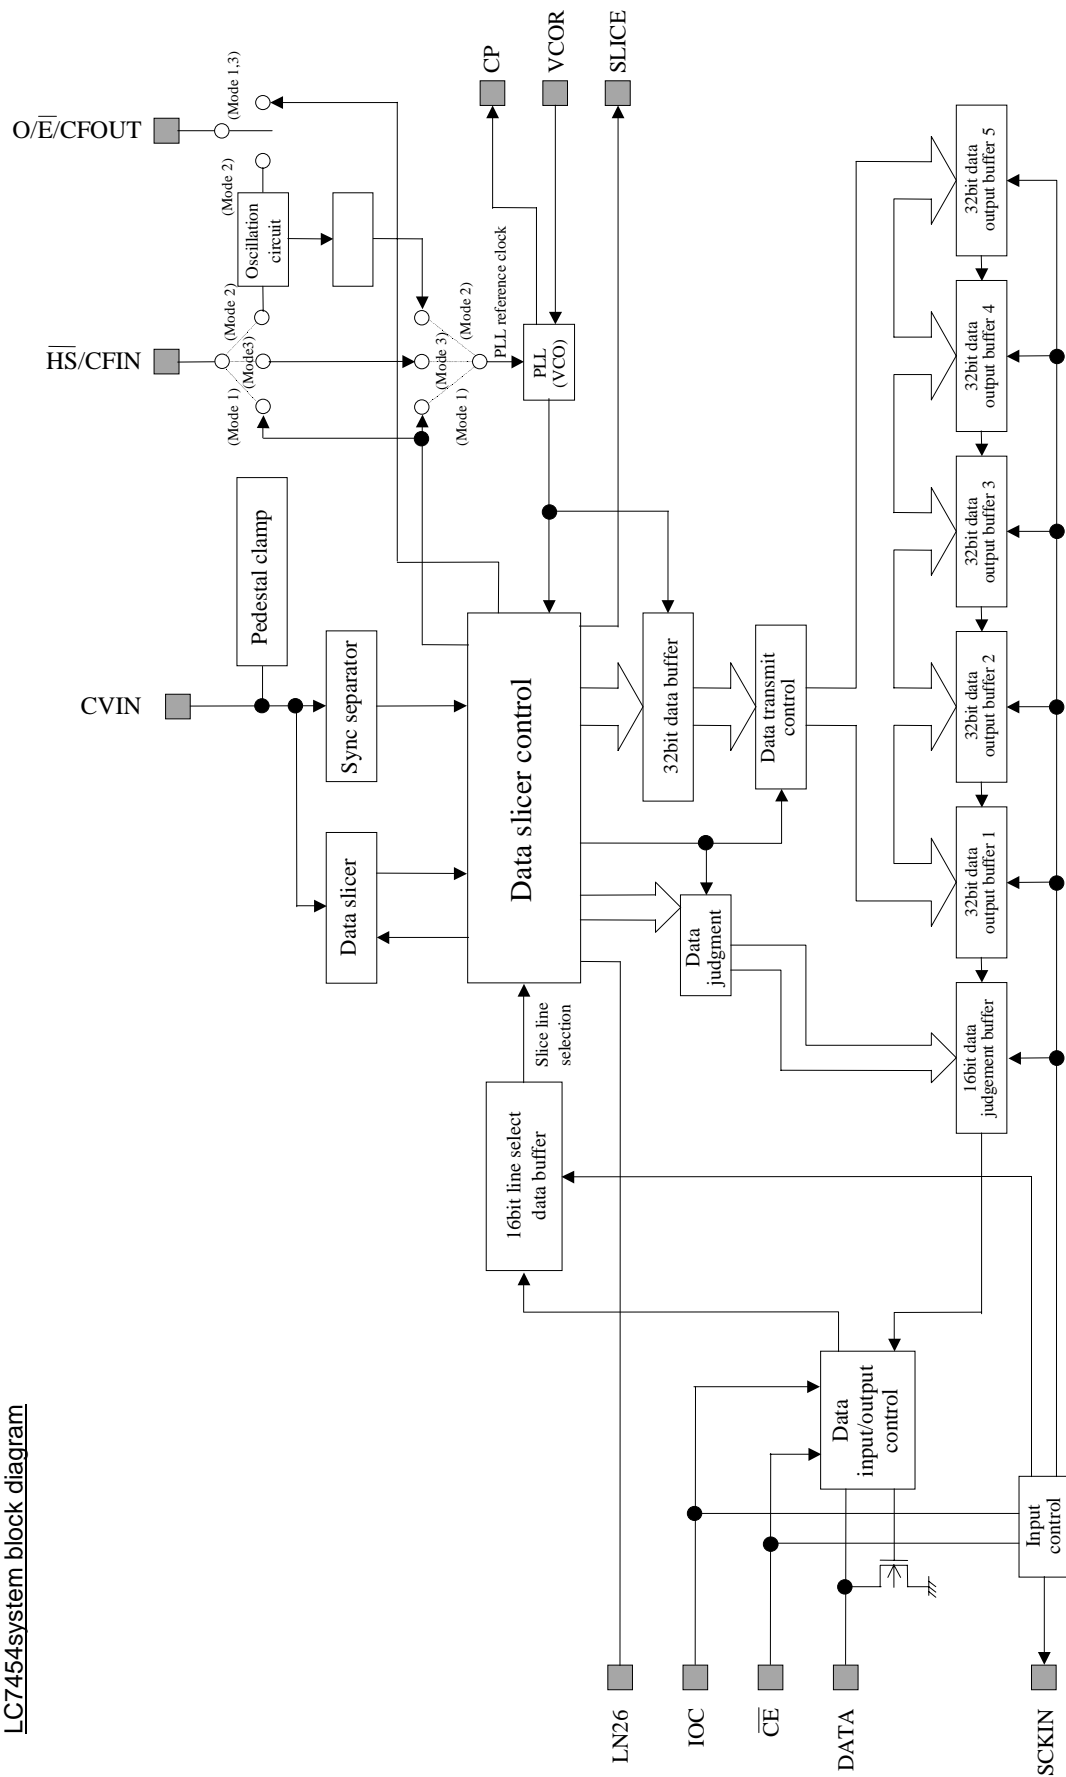 LC7454system block diagram
O/E/CFOUT
HS/CFIN
CVIN
CP
VCOR
SLICE
(Mode 1,3)
(Mode 2)
Oscillation
circuit
(Mode 2)
(Mode3)
(Mode 1)
(Mode 2)
(Mode 3)
(Mode 1)
PLL reference clock
PLL
(VCO)
Pedestal clamp
Sync separator
Data slicer
Data slicer control
Slice line
selection
16bit line select
data buffer
32bit data buffer
Data transmit
control
Data
judgment
32bit data
output buffer 5
32bit data
output buffer 4
32bit data
output buffer 3
32bit data
output buffer 2
32bit data
output buffer 1
16bit data
judgement buffer
Data
input/output
control
Input
control
LN26
IOC
CE
DATA
SCKIN